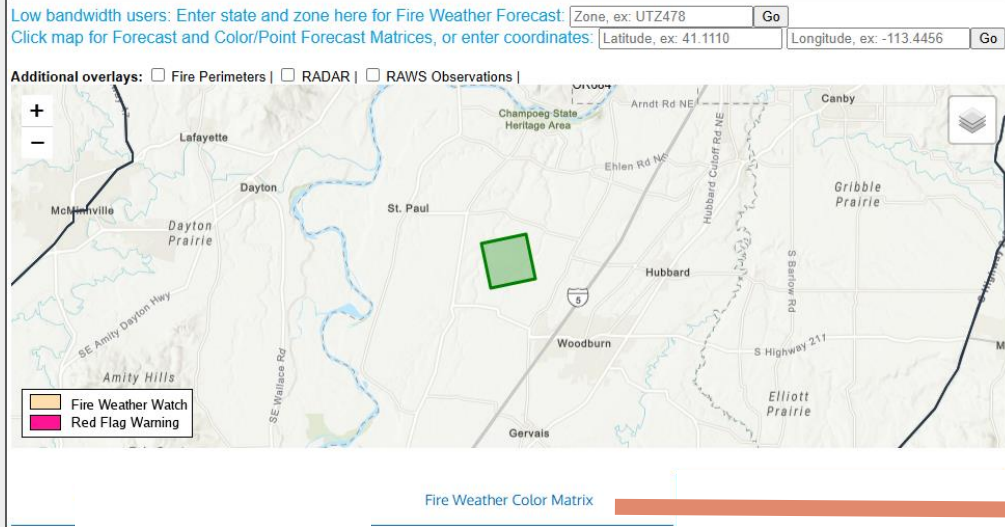 Low bandwidth users: Enter state and zone here for Fire Weather Forecast: Zone, ex: UTZ478 Go
Click map for Forecast and Color/Point Forecast Matrices, or enter coordinates: Latitude, ex: 41.1110 Longitude, ex: -113.4456 Go
Additional overlays: Fire Perimeters | RADAR | RAWS Observations |
+
−
Champoeg State
Heritage Area
Arndt Rd NE
Canby
Lafayette
Ehlen Rd NE
Hubbard Cutoff Rd NE
Dayton
Gribble
Prairie
McMinnville
St. Paul
Dayton
Prairie
S Barlow Rd
Hubbard
5
SE Amity Dayton Hwy
Woodburn
S Highway 211
Amity Hills
SE Wallace Rd
Elliott
Prairie
Fire Weather Watch
Red Flag Warning
Gervais
Fire Weather Color Matrix